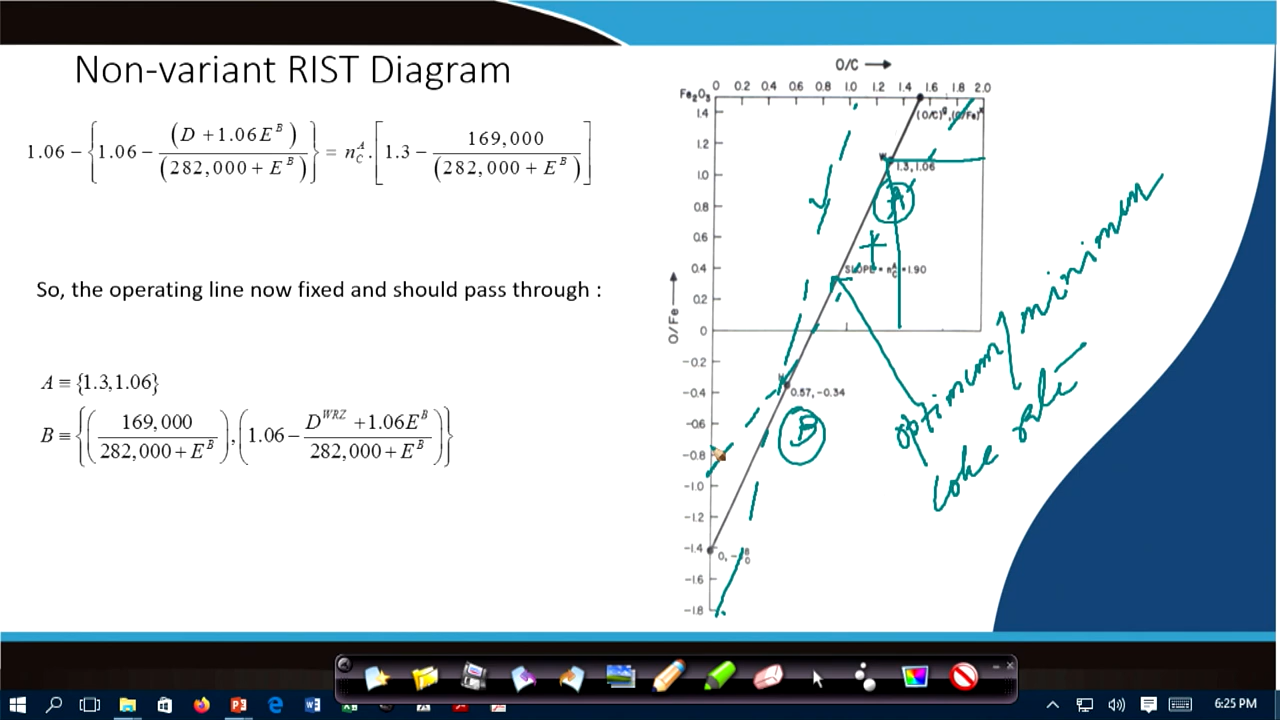 Non-variant RIST Diagram
1.06 − {1.06 − (D + 1.06E^B) / (282,000 + E^B)} = n_C^A . [1.3 − 169,000 / (282,000 + E^B)]
So, the operating line now fixed and should pass through :
A ≡ {1.3,1.06}
B ≡ {(169,000 / (282,000 + E^B)), (1.06 − (D^WRZ + 1.06E^B) / (282,000 + E^B))}
O/C
0 0.2 0.4 0.6 0.8 1.0 1.2 1.4 1.6 1.8 2.0
Fe₂O₃
1.4
1.2
1.0
0.8
0.6
0.4
0.2
0
−0.2
−0.4
−0.6
−0.8
−1.0
−1.2
−1.4
−1.6
−1.8
O/Fe
(O/C)^g, (O/Fe)^x
W
1.3, 1.06
A
SLOPE = n_C^A = 1.90
0.57, −0.34
B
optimum/minimum
coke rate
6:25 PM